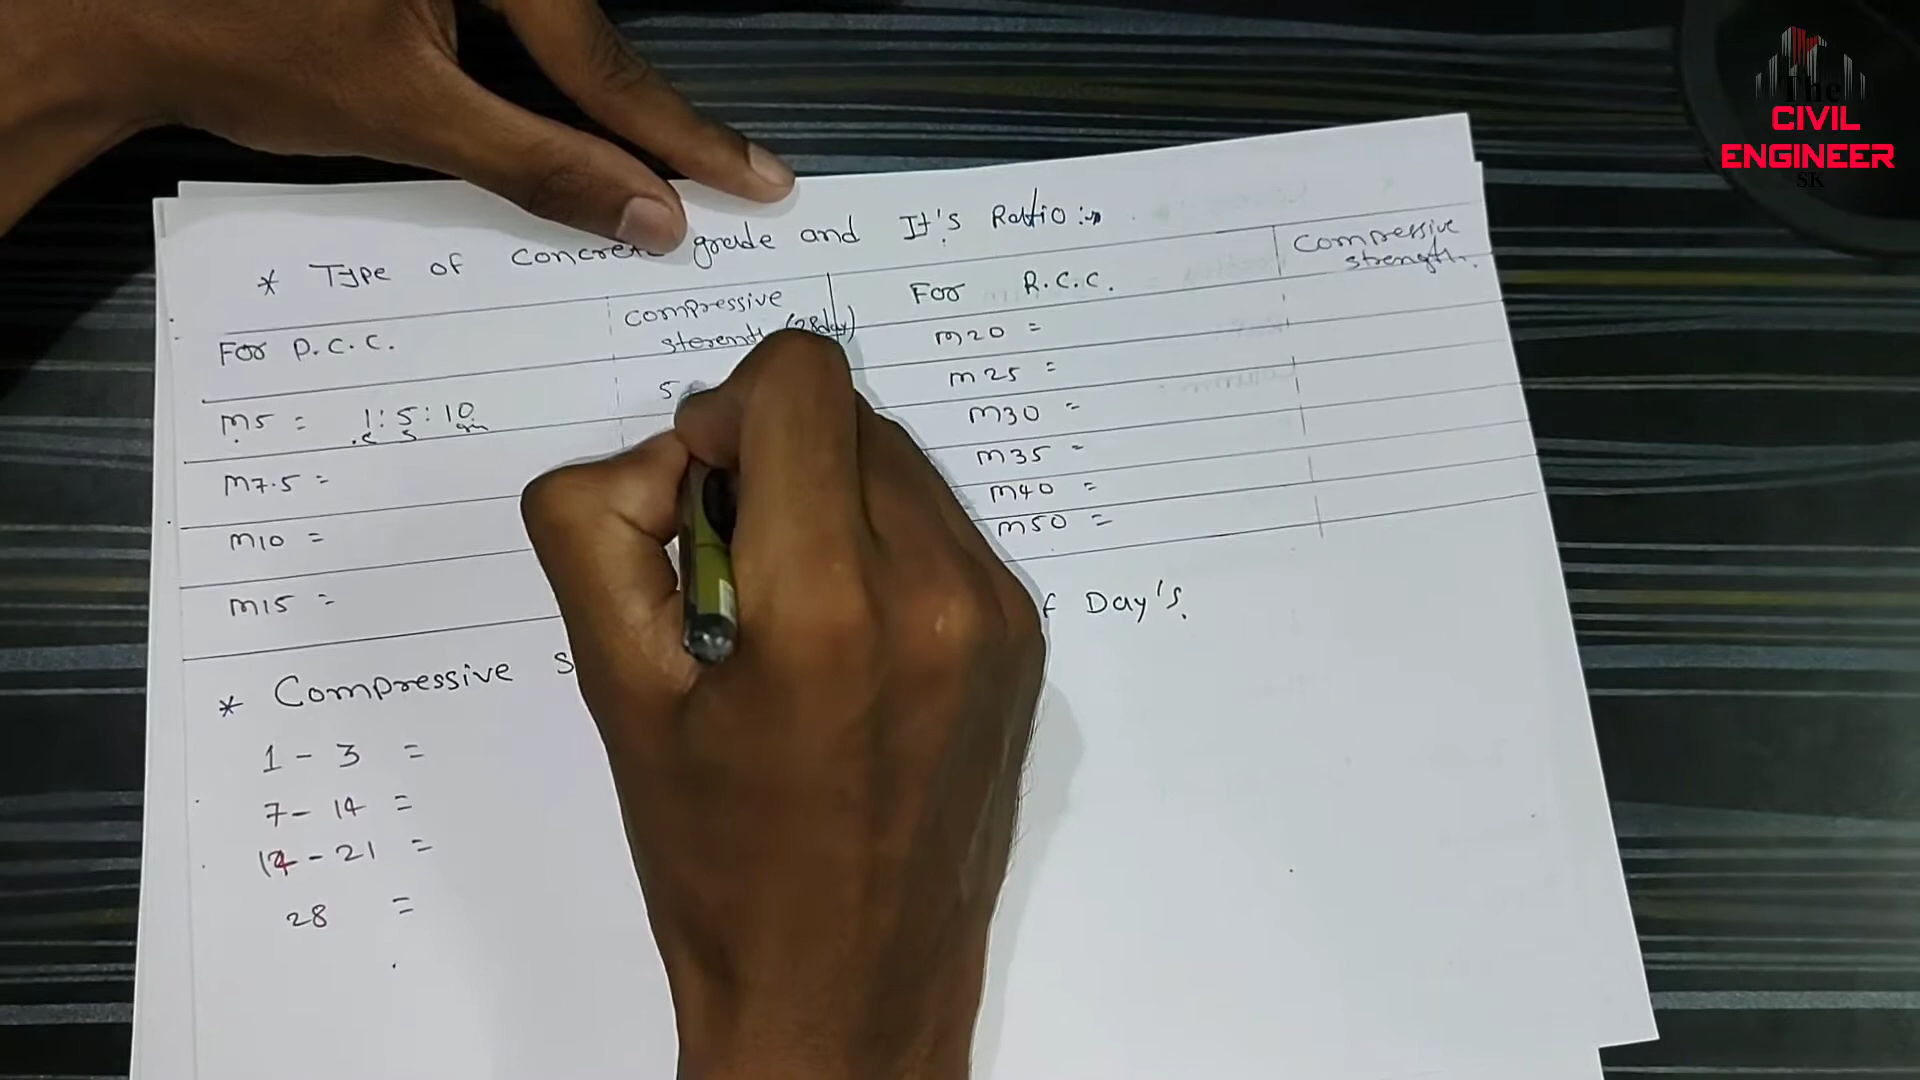 The
CIVIL
ENGINEER
SK
* Type of concrete grade and It's Ratio:-
For P.C.C.
compressive
(28day)
For R.C.C.
Compressive
strength.
M5 = 1:5:10
5
M7.5 =
M10 =
M15 =
M20 =
M25 =
M30 =
M35 =
M40 =
M50 =
* Compressive
Day's.
1 - 3 =
7 - 14 =
14 - 21 =
28 =